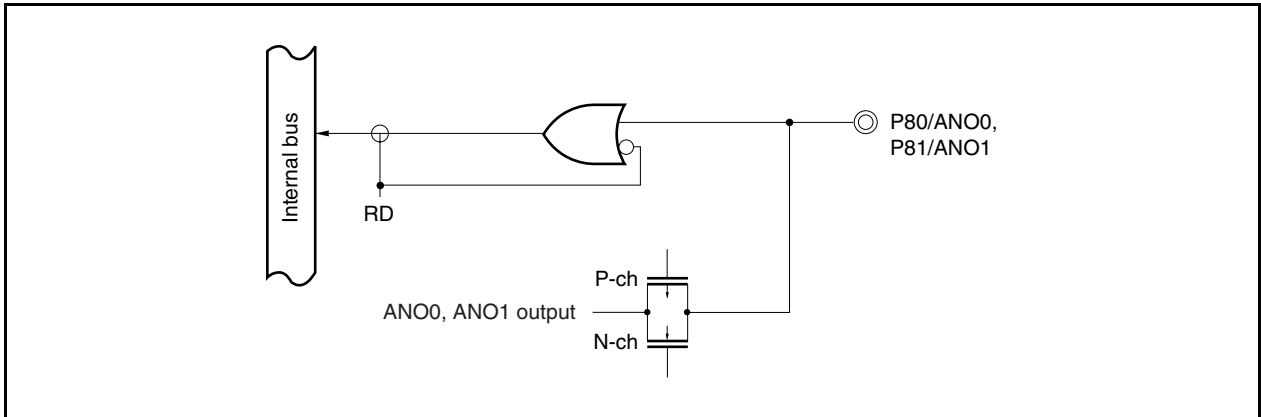 Internal bus
P80/ANO0,
P81/ANO1
RD
P-ch
ANO0, ANO1 output
N-ch